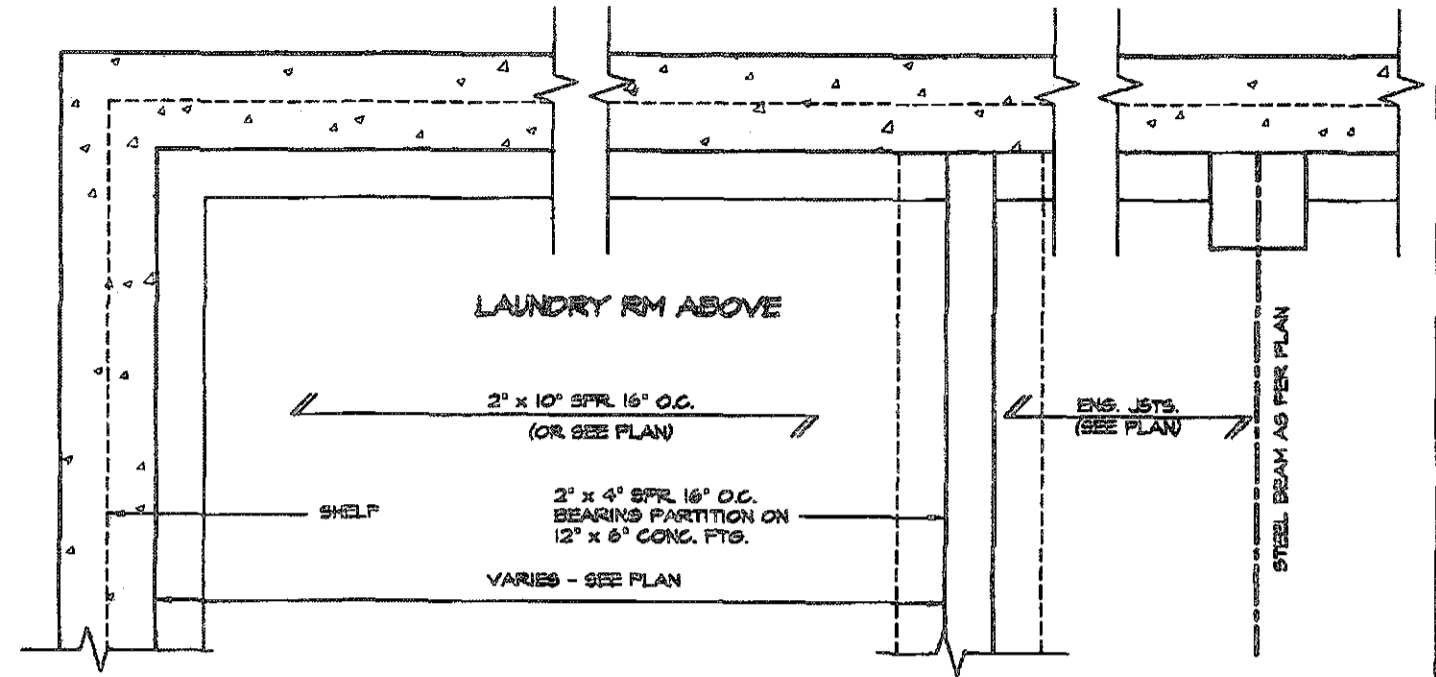 LAUNDRY RM ABOVE
2" x 10" SPR. 16" O.C.
(OR SEE PLAN)
ENG. JSTS.
(SEE PLAN)
STEEL BEAM AS PER PLAN
SHELF
2" x 4" SPR. 16" O.C.
BEARING PARTITION ON
12" x 6" CONC. FTG.
VARIES - SEE PLAN